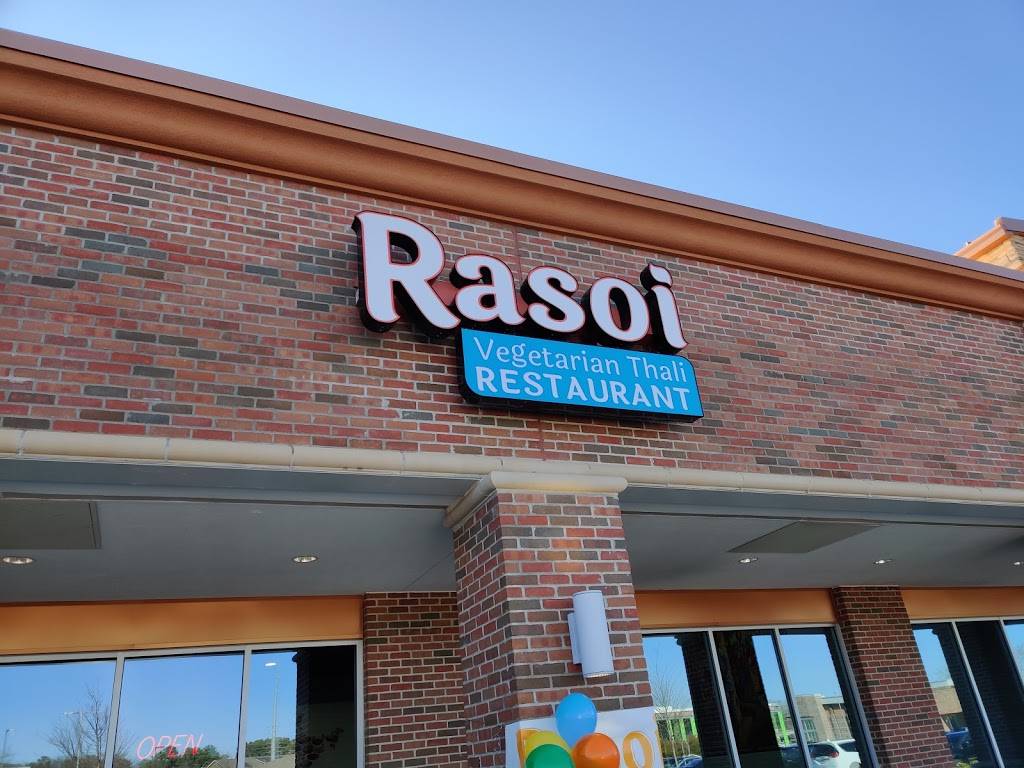 Rasoi
Vegetarian Thali
RESTAURANT
OPEN